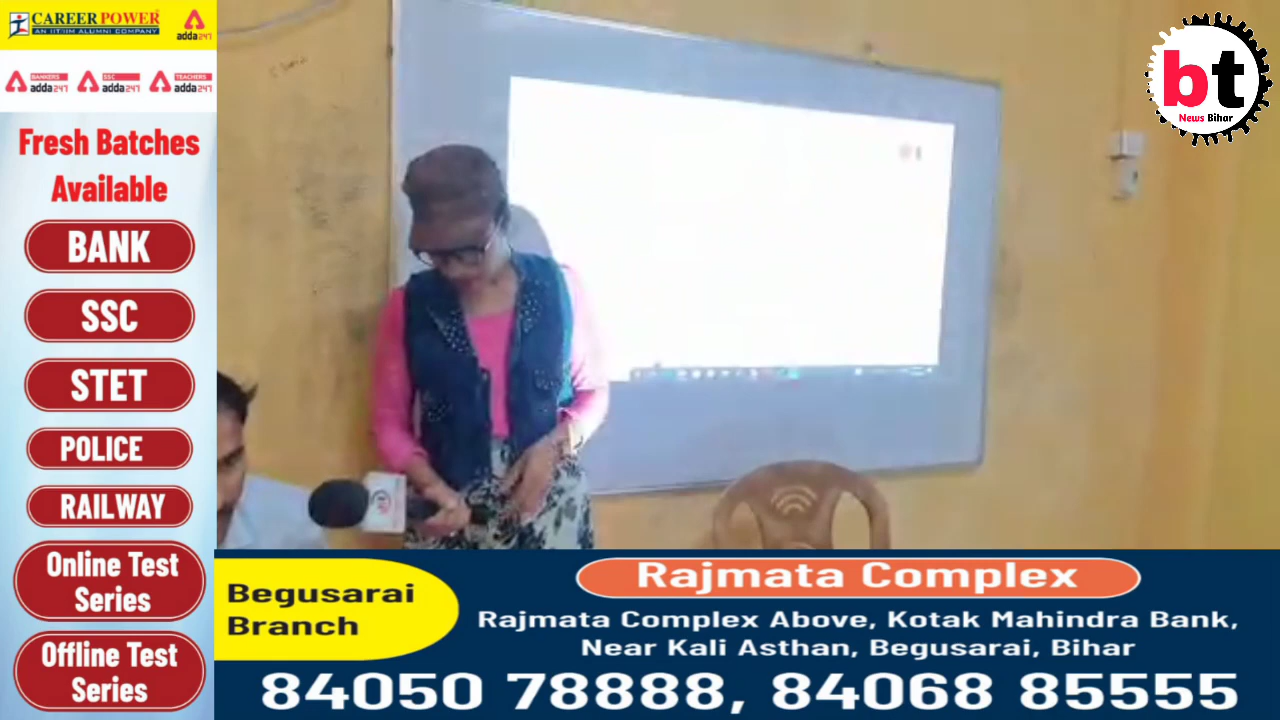 CAREER POWER
AN IIT/IIM ALUMNI COMPANY
adda247
BANKERS
adda247
SSC
adda247
TEACHERS
adda247
Fresh Batches
Available
BANK
SSC
STET
POLICE
RAILWAY
Online Test
Series
Offline Test
Series
bt
News Bihar
Begusarai
Branch
Rajmata Complex
Rajmata Complex Above, Kotak Mahindra Bank,
Near Kali Asthan, Begusarai, Bihar
84050 78888, 84068 85555